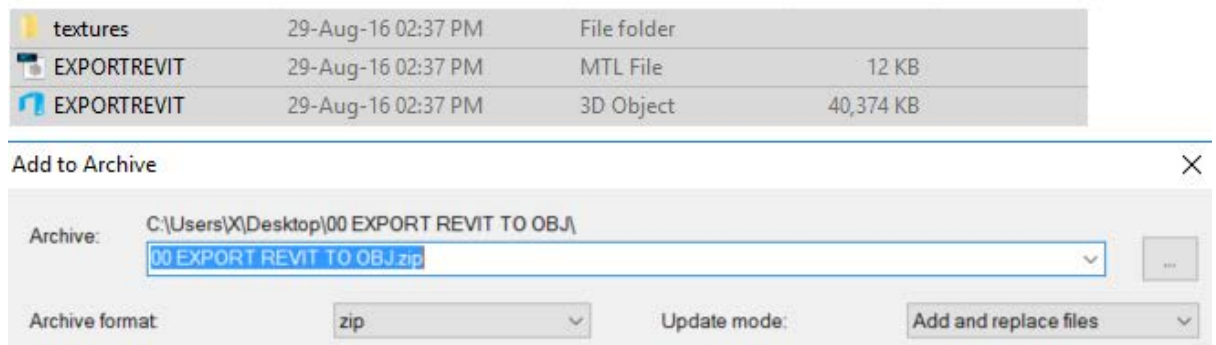 textures 29-Aug-16 02:37 PM File folder
EXPORTREVIT 29-Aug-16 02:37 PM MTL File 12 KB
EXPORTREVIT 29-Aug-16 02:37 PM 3D Object 40,374 KB
Add to Archive
C:\Users\X\Desktop\00 EXPORT REVIT TO OBJ\
Archive: 00 EXPORT REVIT TO OBJ.zip ...
Archive format: zip Update mode: Add and replace files